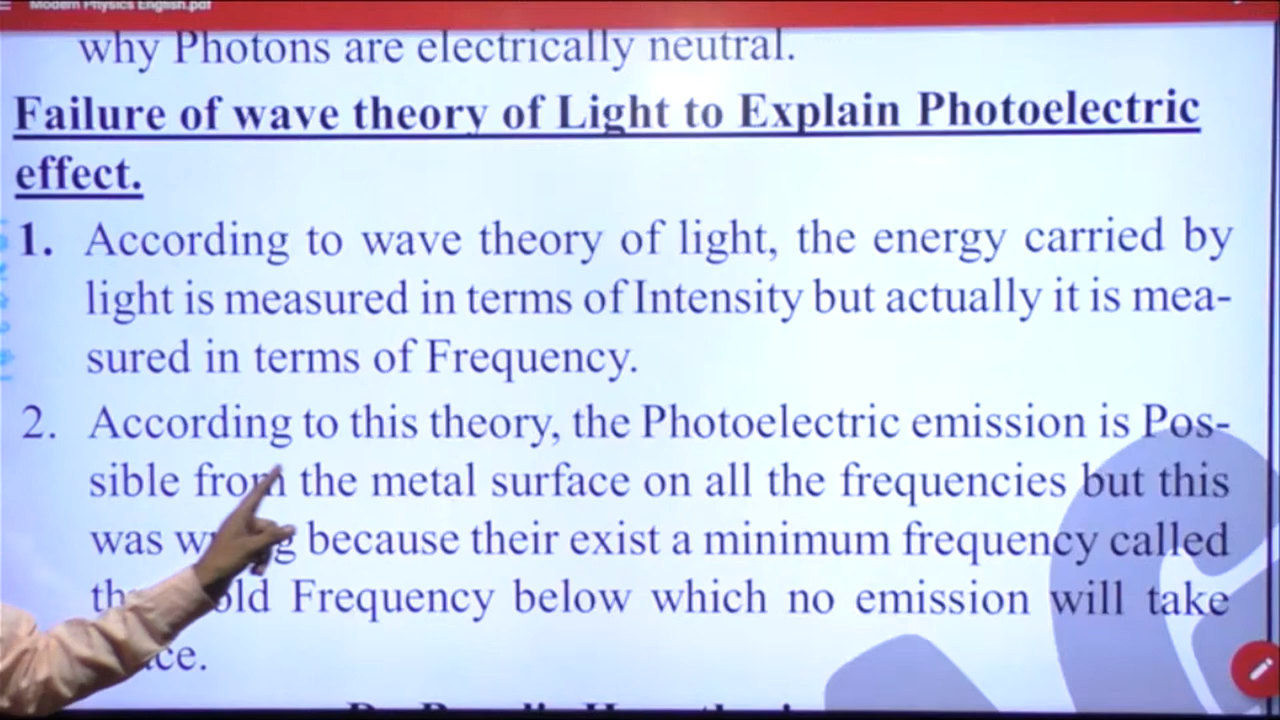 Modern Physics English.pdf
why Photons are electrically neutral.
Failure of wave theory of Light to Explain Photoelectric
effect.
1. According to wave theory of light, the energy carried by
light is measured in terms of Intensity but actually it is mea-
sured in terms of Frequency.
2. According to this theory, the Photoelectric emission is Pos-
sible from the metal surface on all the frequencies but this
was because their exist a minimum frequency called
Frequency below which no emission will take